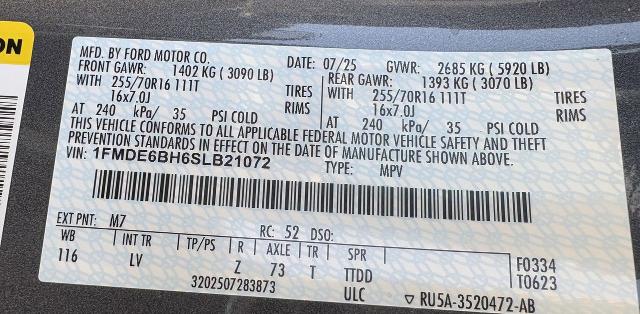 ON
MFD. BY FORD MOTOR CO. DATE: 07/25 GVWR: 2685 KG ( 5920 LB)
FRONT GAWR: 1402 KG ( 3090 LB) REAR GAWR: 1393 KG ( 3070 LB)
WITH 255/70R16 111T TIRES WITH 255/70R16 111T TIRES
16x7.0J RIMS 16x7.0J RIMS
AT 240 kPa/ 35 PSI COLD AT 240 kPa/ 35 PSI COLD
THIS VEHICLE CONFORMS TO ALL APPLICABLE FEDERAL MOTOR VEHICLE SAFETY AND THEFT
PREVENTION STANDARDS IN EFFECT ON THE DATE OF MANUFACTURE SHOWN ABOVE.
VIN: 1FMDE6BH6SLB21072 TYPE: MPV
EXT PNT: M7 RC: 52 DSO:
WB INT TR TP/PS R AXLE TR SPR F0334
116 LV Z 73 T TTDD T0623
3202507283873 ULC ▽ RU5A-3520472-AB